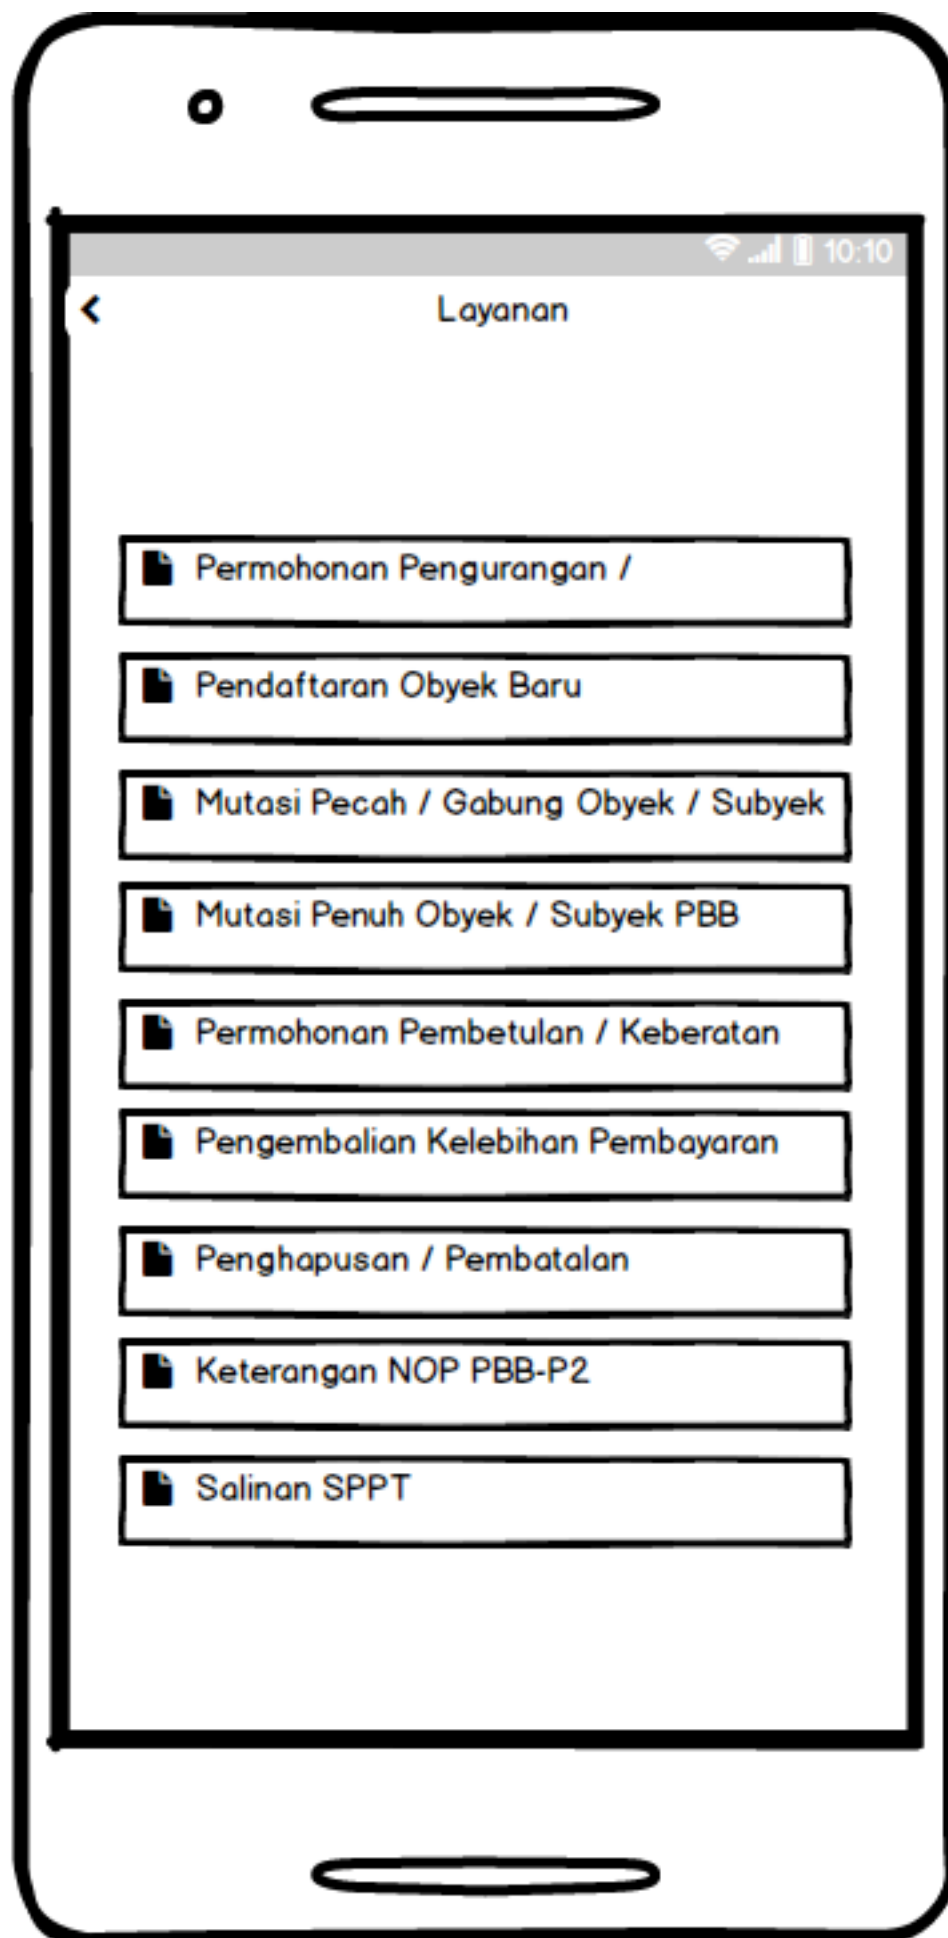 10:10
Layanan
Permohonan Pengurangan /
Pendaftaran Obyek Baru
Mutasi Pecah / Gabung Obyek / Subyek
Mutasi Penuh Obyek / Subyek PBB
Permohonan Pembetulan / Keberatan
Pengembalian Kelebihan Pembayaran
Penghapusan / Pembatalan
Keterangan NOP PBB-P2
Salinan SPPT